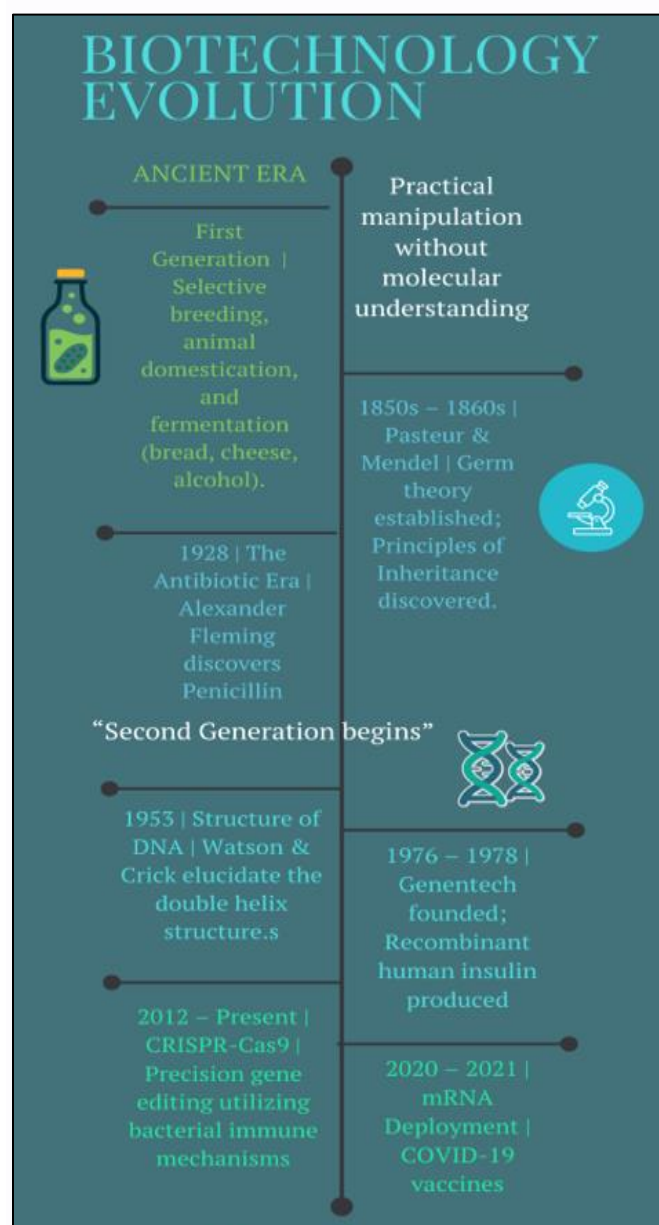 BIOTECHNOLOGY
EVOLUTION
ANCIENT ERA
First
Generation |
Selective
breeding,
animal
domestication,
and
fermentation
(bread, cheese,
alcohol).
Practical
manipulation
without
molecular
understanding
1850s – 1860s |
Pasteur &
Mendel | Germ
theory
established;
Principles of
Inheritance
discovered.
1928 | The
Antibiotic Era |
Alexander
Fleming
discovers
Penicillin
“Second Generation begins”
1953 | Structure of
DNA | Watson &
Crick elucidate the
double helix
structure.s
1976 – 1978 |
Genentech
founded;
Recombinant
human insulin
produced
2012 – Present |
CRISPR-Cas9 |
Precision gene
editing utilizing
bacterial immune
mechanisms
2020 – 2021 |
mRNA
Deployment |
COVID-19
vaccines